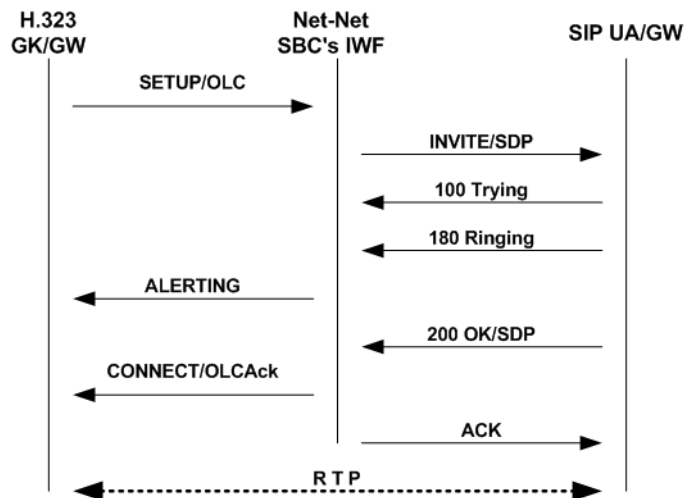 H.323
GK/GW
Net-Net
SBC's IWF
SIP UA/GW
SETUP/OLC
INVITE/SDP
100 Trying
180 Ringing
ALERTING
200 OK/SDP
CONNECT/OLCAck
ACK
R T P